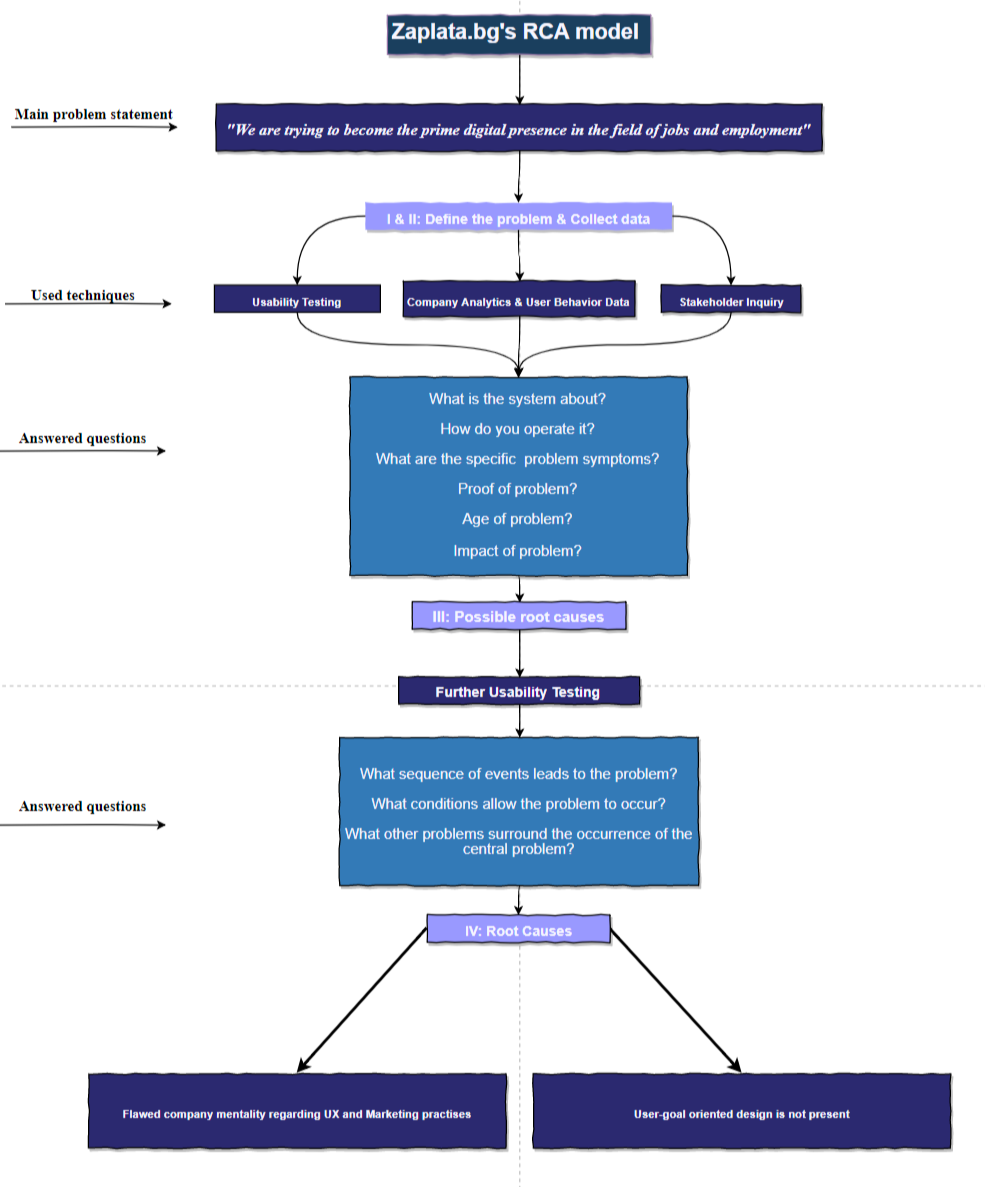 Zaplata.bg's RCA model
Main problem statement
"We are trying to become the prime digital presence in the field of jobs and employment"
I & II: Define the problem & Collect data
Used techniques
Usability Testing
Company Analytics & User Behavior Data
Stakeholder Inquiry
Answered questions
What is the system about?
How do you operate it?
What are the specific problem symptoms?
Proof of problem?
Age of problem?
Impact of problem?
III: Possible root causes
Further Usability Testing
Answered questions
What sequence of events leads to the problem?
What conditions allow the problem to occur?
What other problems surround the occurrence of the
central problem?
IV: Root Causes
Flawed company mentality regarding UX and Marketing practises
User-goal oriented design is not present